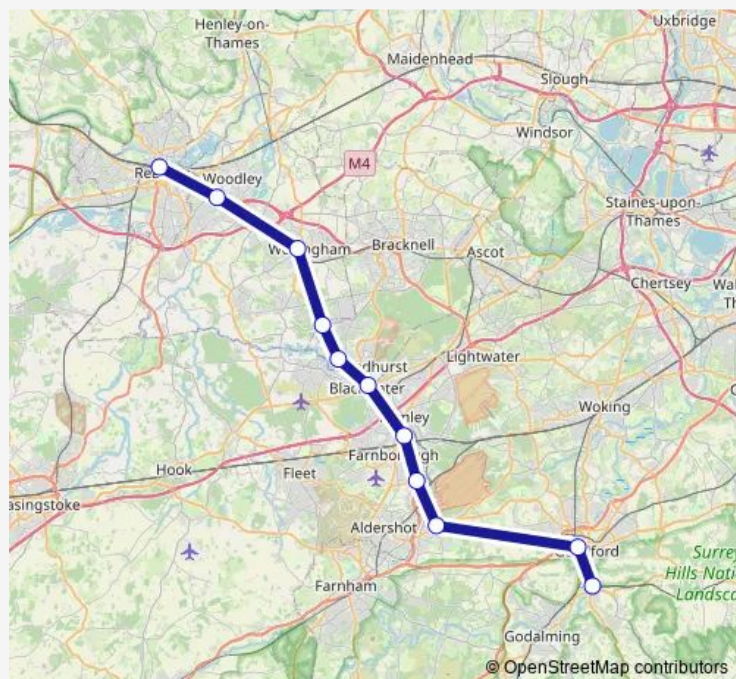 Uxbridge
Henley-on-
Thames
Maidenhead
Slough
Windsor
M4
Woodley
Staines-upon-
Thames
Bracknell
Ascot
Chertsey
Lightwater
Woking
Farnborough
Hook
Fleet
asingstoke
Aldershot
Surrey
Hills Nati
Landsca
Farnham
Godalming
© OpenStreetMap contributors